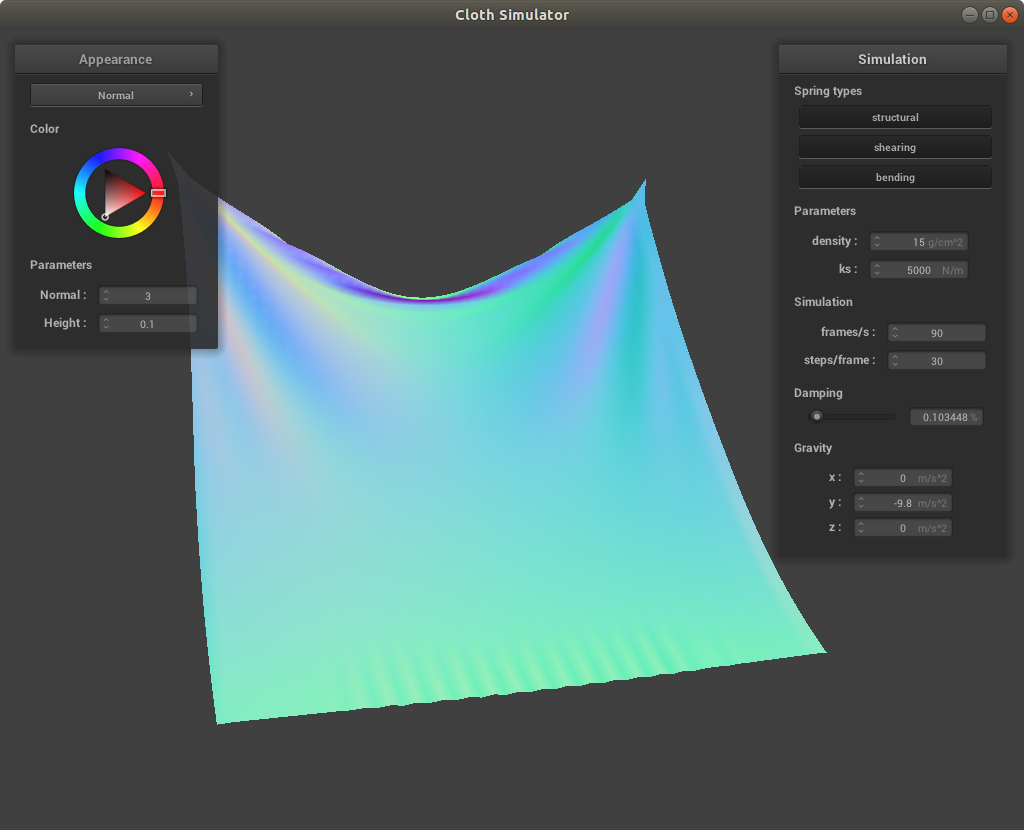 Cloth Simulator
Appearance
Normal
Color
Parameters
Normal : 3
Height : 0.1
Simulation
Spring types
structural
shearing
bending
Parameters
density : 15 g/cm^2
ks : 5000 N/m
Simulation
frames/s : 90
steps/frame : 30
Damping
0.103448 %
Gravity
x : 0 m/s^2
y : -9.8 m/s^2
z : 0 m/s^2